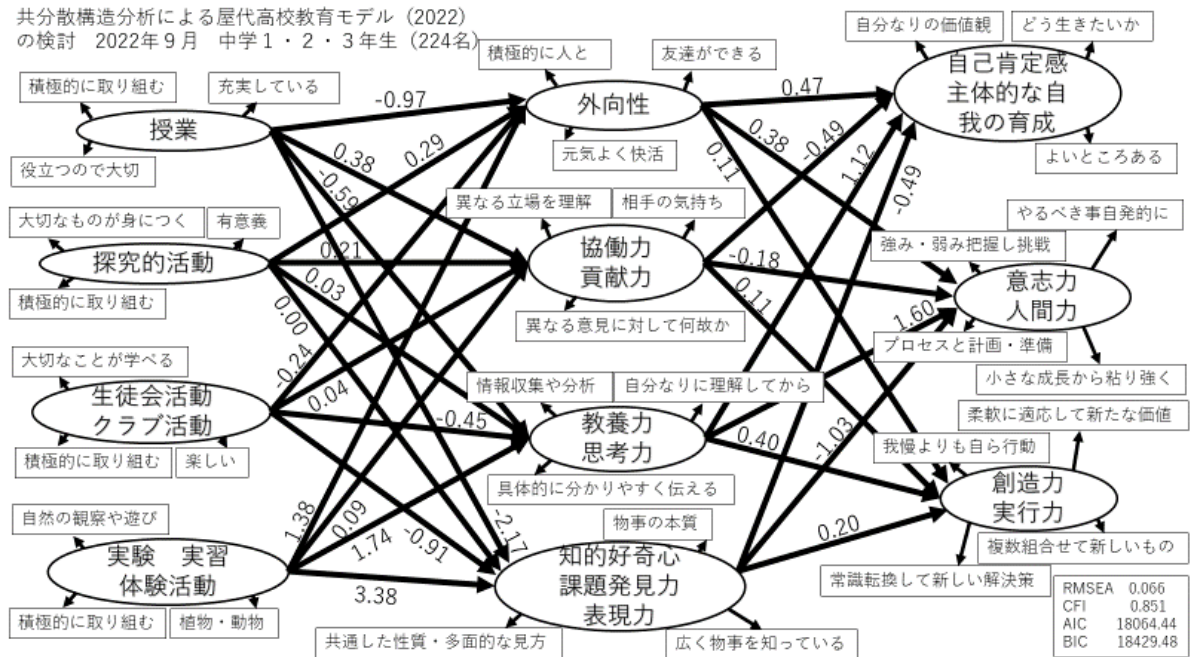 共分散構造分析による屋代高校教育モデル（2022）
の検討　2022年９月　中学１・２・３年生（224名）
積極的に取り組む
充実している
授業
役立つので大切
大切なものが身につく
有意義
探究的活動
積極的に取り組む
大切なことが学べる
生徒会活動
クラブ活動
積極的に取り組む
楽しい
自然の観察や遊び
実験　実習
体験活動
積極的に取り組む
植物・動物
-0.97
0.38
0.29
-0.59
0.21
0.03
0.00
-0.24
0.04
-0.45
1.38
0.09
1.74
-0.91
-2.17
3.38
積極的に人と
友達ができる
外向性
元気よく快活
異なる立場を理解
相手の気持ち
協働力
貢献力
異なる意見に対して何故か
情報収集や分析
自分なりに理解してから
教養力
思考力
具体的に分かりやすく伝える
物事の本質
知的好奇心
課題発見力
表現力
共通した性質・多面的な見方
広く物事を知っている
0.47
0.38
-0.49
0.11
1.12
-0.49
-0.18
0.11
1.60
0.40
-1.03
0.20
自分なりの価値観
どう生きたいか
自己肯定感
主体的な自
我の育成
よいところある
やるべき事自発的に
強み・弱み把握し挑戦
意志力
人間力
プロセスと計画・準備
小さな成長から粘り強く
柔軟に適応して新たな価値
我慢よりも自ら行動
創造力
実行力
複数組合せて新しいもの
常識転換して新しい解決策
RMSEA　0.066
CFI　0.851
AIC　18064.44
BIC　18429.48